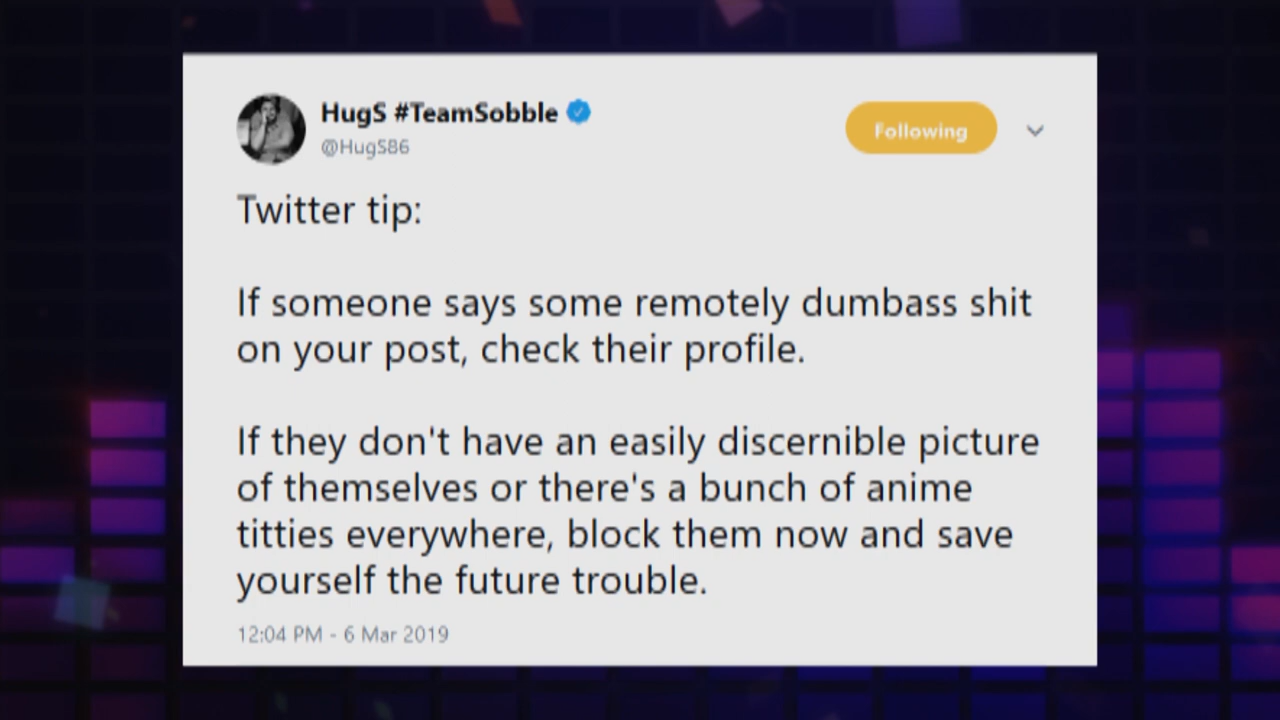 HugS #TeamSobble
@HugS86
Following
Twitter tip:
If someone says some remotely dumbass shit
on your post, check their profile.
If they don't have an easily discernible picture
of themselves or there's a bunch of anime
titties everywhere, block them now and save
yourself the future trouble.
12:04 PM - 6 Mar 2019